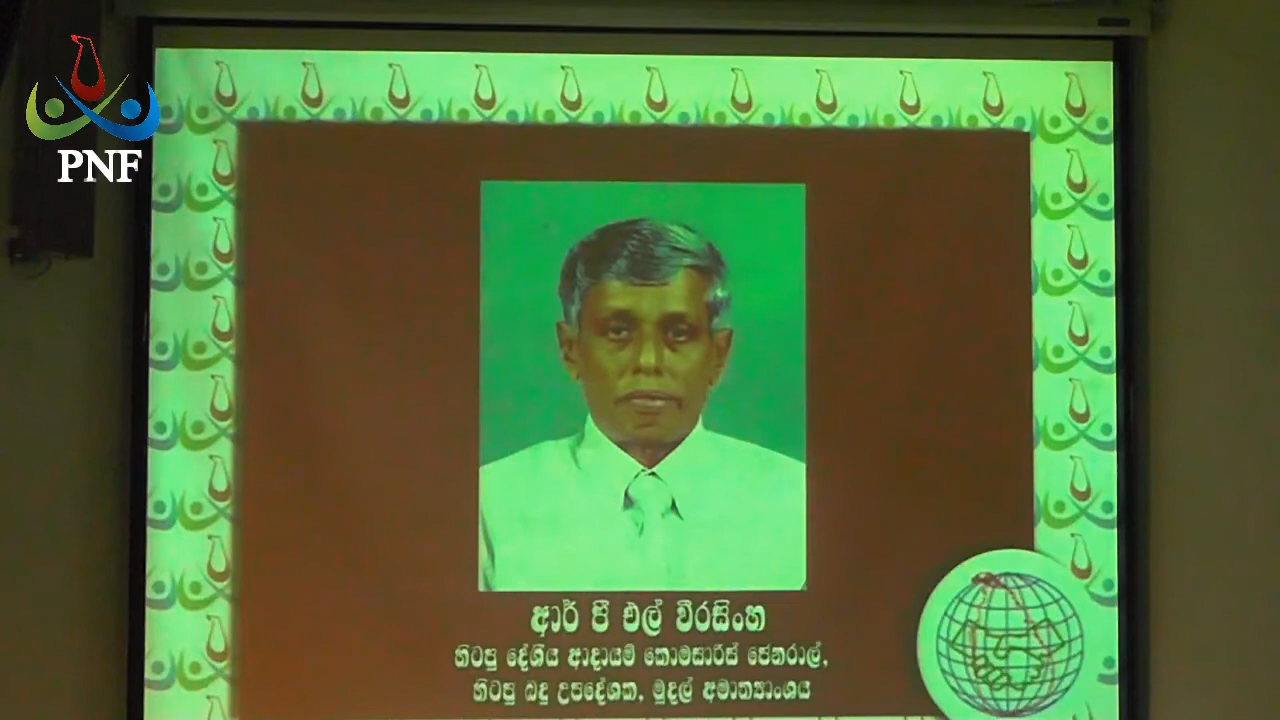 PNF
ආර් පී එල් වීරසිංහ
හිටපු දේශීය ආදායම් කොමසාරිස් ජෙනරාල්,
හිටපු බදු උපදේශක, මුදල් අමාත්‍යාංශය